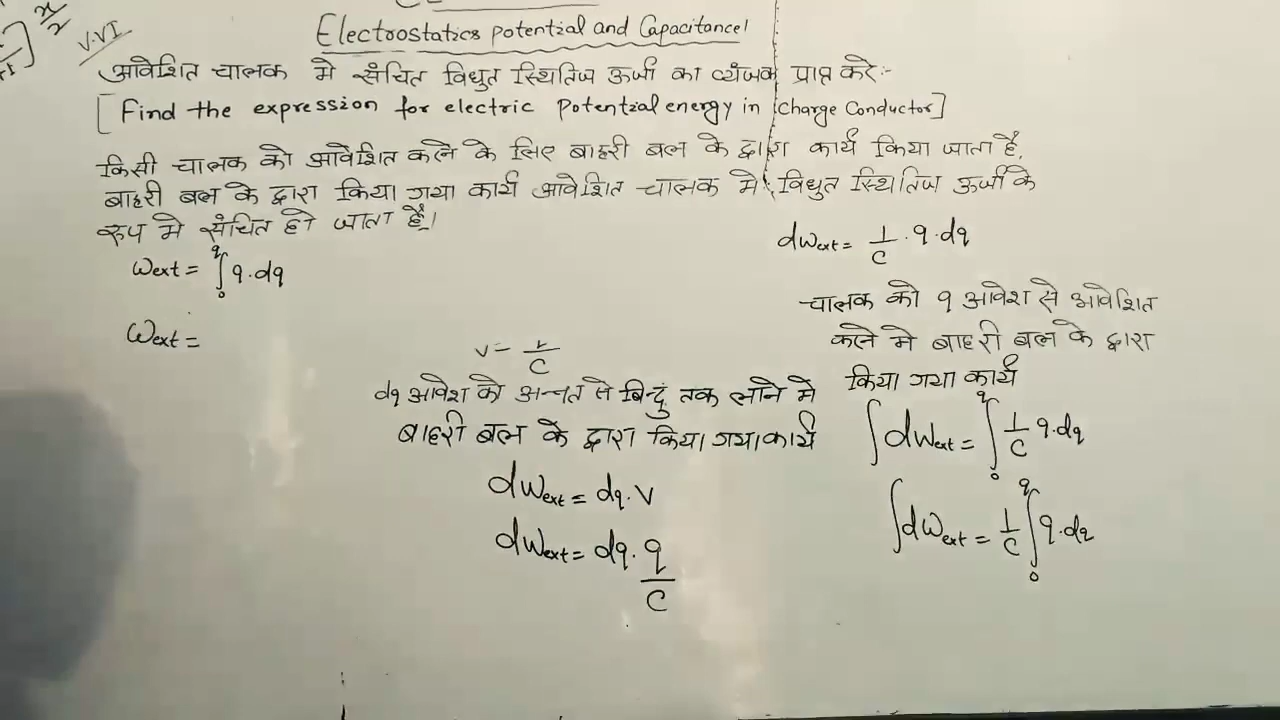 V.V.I
Electrostatics potential and Capacitance
आवेशित चालक मे संचित विधुत स्थितिज ऊर्जा का व्यंजक प्राप्त करे:-
[Find the expression for electric Potential energy in Charge Conductor]
किसी चालक को आवेशित करने के लिए बाहरी बल के द्वारा कार्य किया जाता है,
बाहरी बल के द्वारा किया गया कार्य आवेशित चालक मे विधुत स्थितिज ऊर्जा के
रुप मे संचित हो जाता है।
Wext = ∫₀^q q.dq
Wext =
dq आवेश को अन्नत से बिन्दु तक लाने मे
बाहरी बल के द्वारा किया गया कार्य
dWext = dq.V
dWext = dq. q/C
dWext = 1/C . q . dq
चालक को q आवेश से आवेशित
करने मे बाहरी बल के द्वारा
किया गया कार्य
∫dWext = ∫₀^q 1/C q.dq
∫dWext = 1/C ∫₀^q q.dq